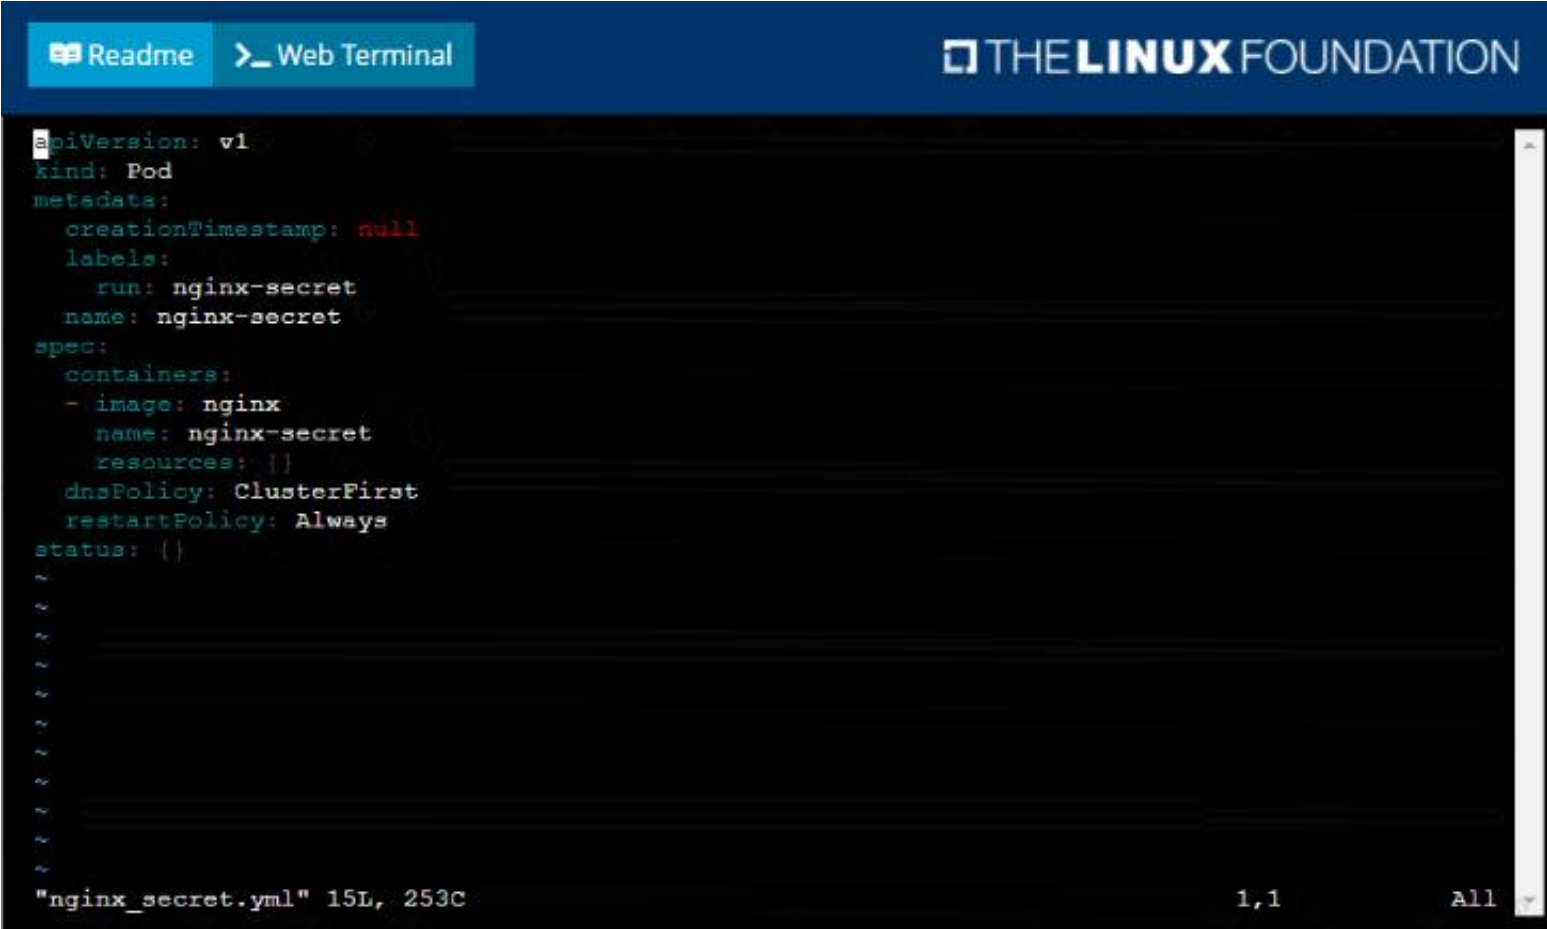 Readme >_ Web Terminal THE LINUX FOUNDATION
apiVersion: v1
kind: Pod
metadata:
  creationTimestamp: null
  labels:
    run: nginx-secret
  name: nginx-secret
spec:
  containers:
  - image: nginx
    name: nginx-secret
    resources: {}
  dnsPolicy: ClusterFirst
  restartPolicy: Always
status: {}
~
~
~
~
~
~
~
~
~
~
~
"nginx_secret.yml" 15L, 253C 1,1 All